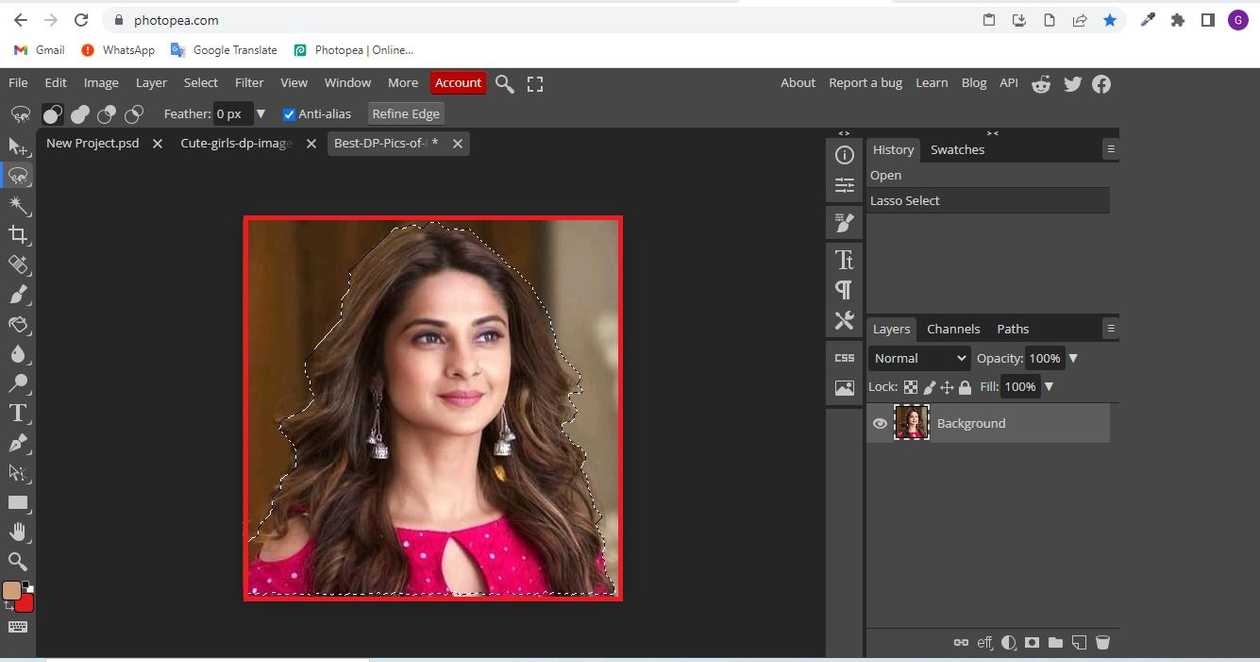 photopea.com
G
Gmail WhatsApp Google Translate Photopea | Online...
File Edit Image Layer Select Filter View Window More Account About Report a bug Learn Blog API
Feather: 0 px Anti-alias Refine Edge
New Project.psd Cute-girls-dp-image Best-DP-Pics-of- *
History Swatches
Open
Lasso Select
CSS
Layers Channels Paths
Normal Opacity: 100%
Lock: Fill: 100%
Background
eff